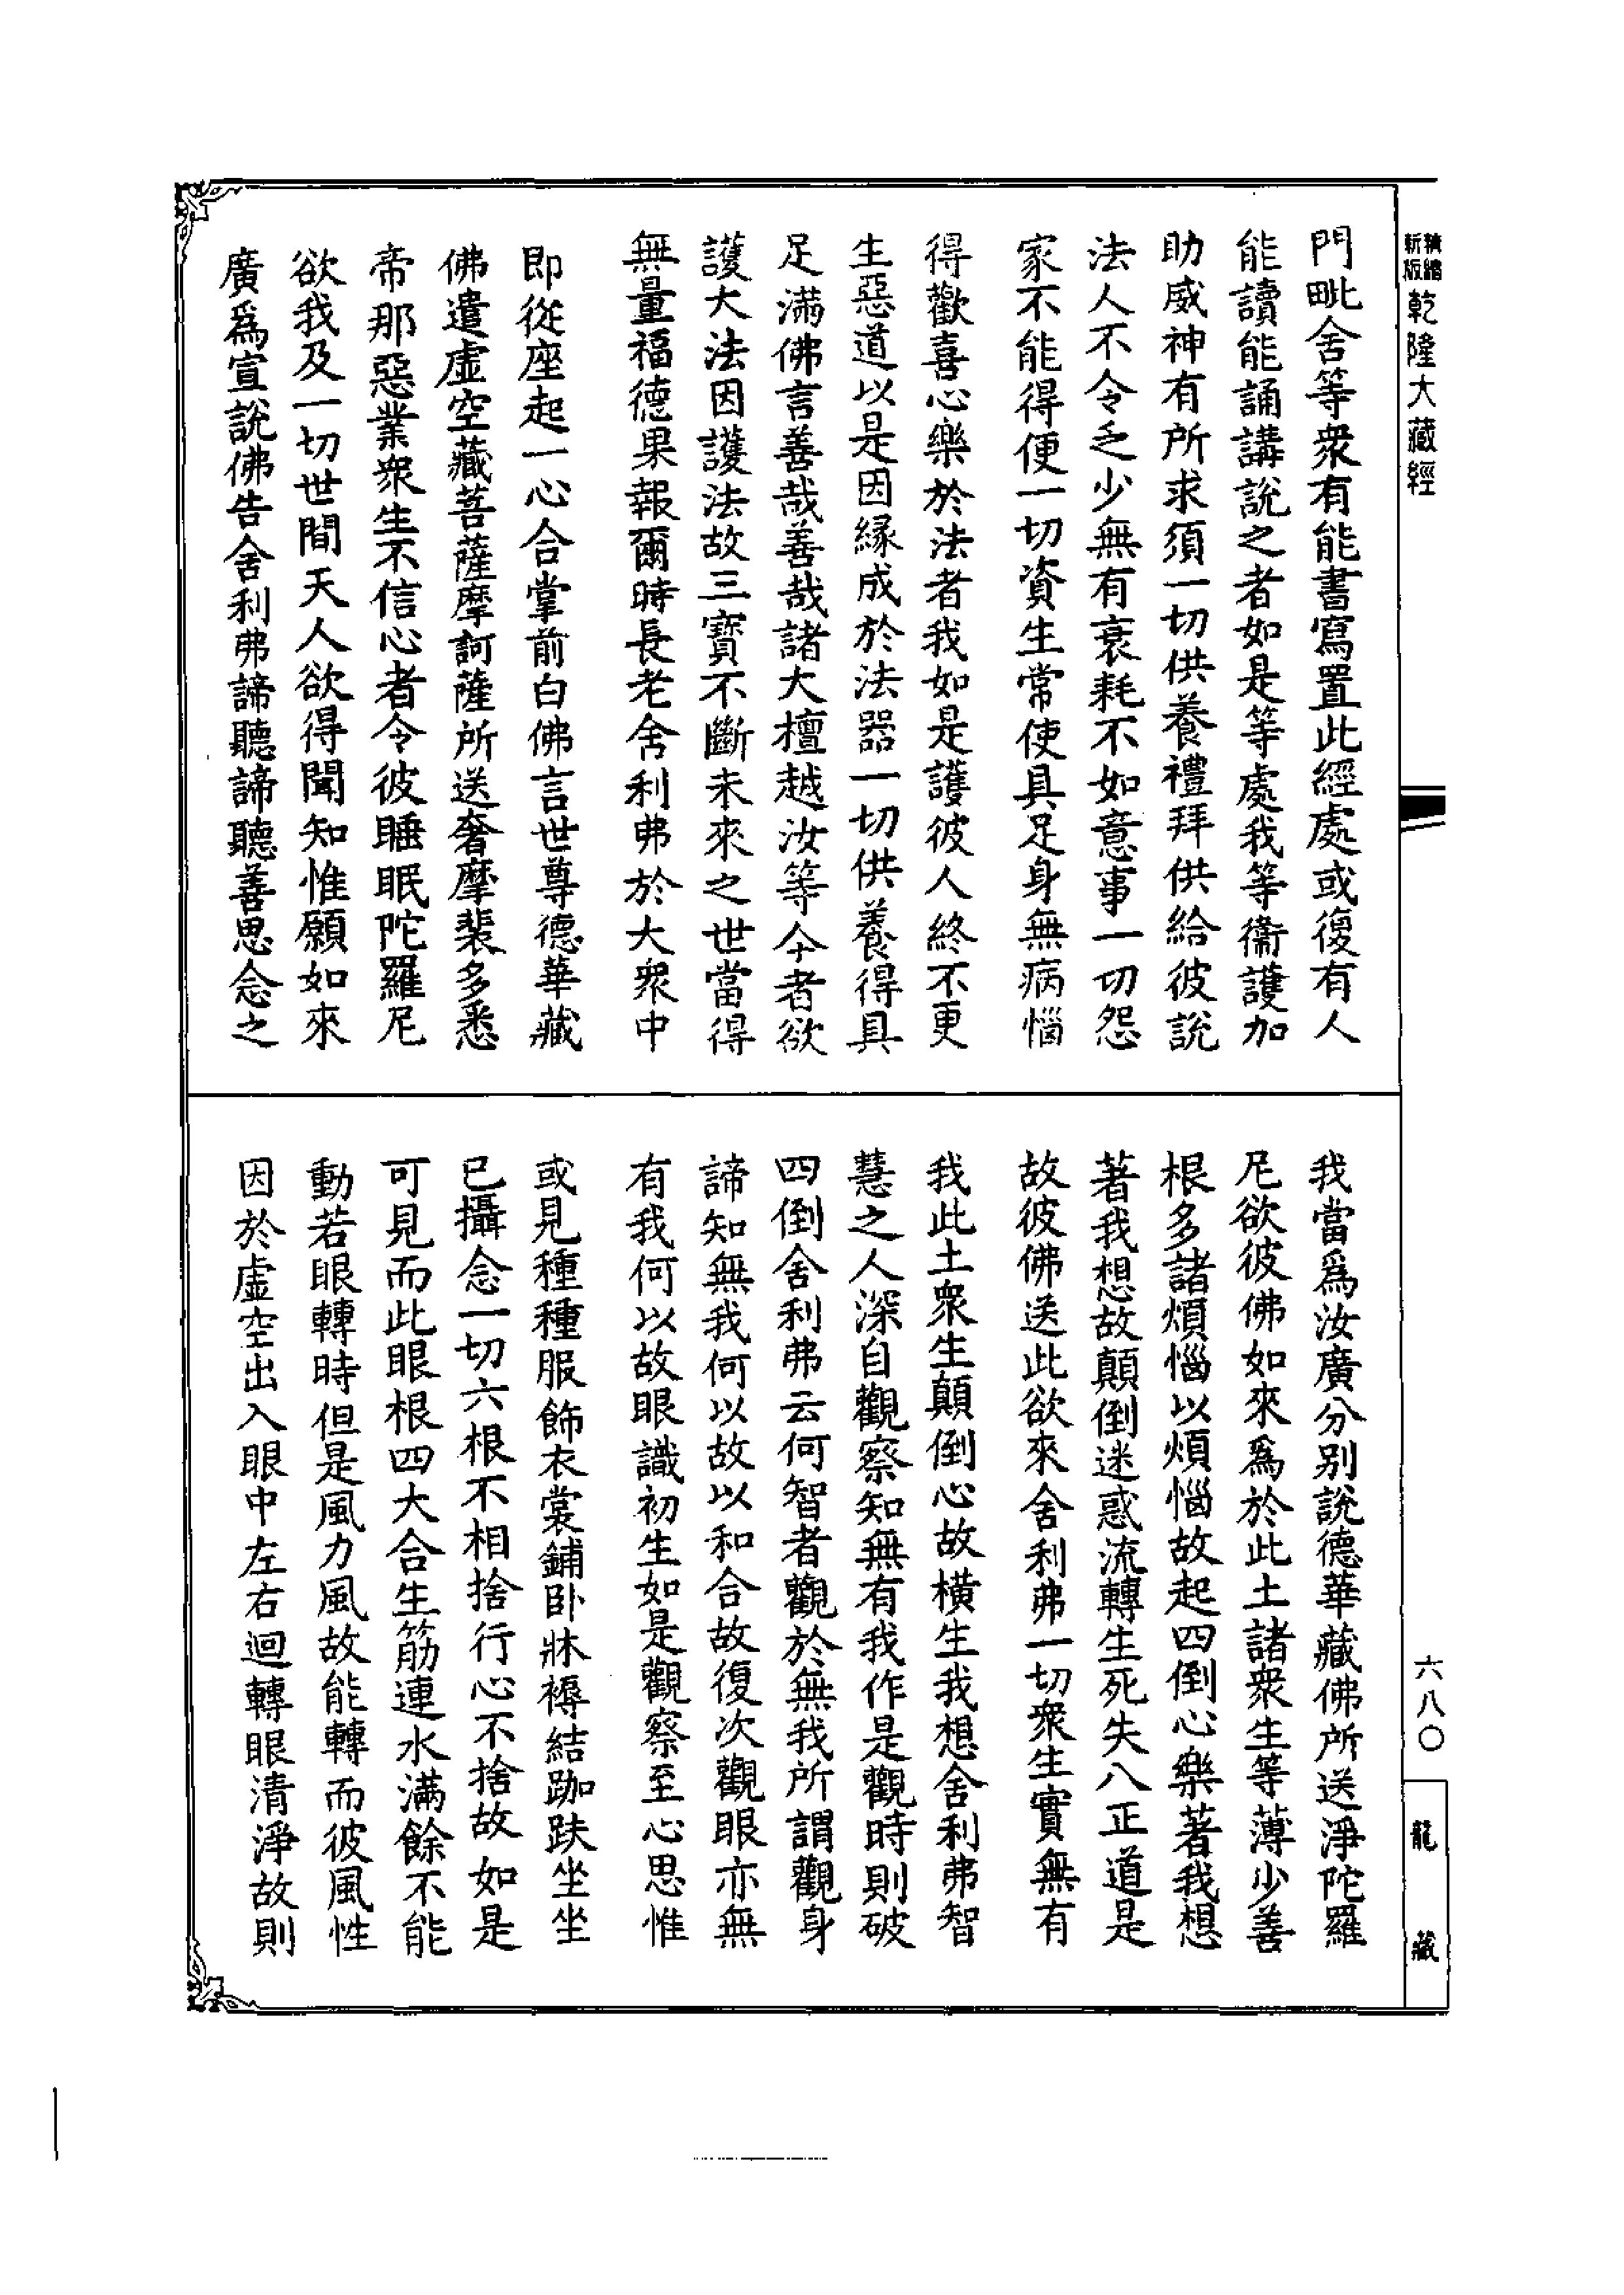 新版
精繪
乾隆大藏經
門毗舍等衆有能書寫置此經處或復有人
能讀能誦講說之者如是等處我等衞護加
助威神有所求須一切供養禮拜供給彼說
法人不令乏少無有衰耗不如意事一切怨
家不能得便一切資生常使具足身無病惱
得歡喜心樂於法者我如是護彼人終不更
生惡道以是因緣成於法器一切供養得具
足滿佛言善哉善哉諸大檀越汝等今者欲
護大法因護法故三寶不斷未來之世當得
無量福德果報爾時長老舍利弗於大衆中
即從座起一心合掌前白佛言世尊德華藏
佛遣虛空藏菩薩摩訶薩所送奢摩裴多悉
帝那惡業衆生不信心者令彼睡眠陀羅尼
欲我及一切世間天人欲得聞知惟願如來
廣爲宣說佛告舍利弗諦聽諦聽善思念之
我當爲汝廣分別說德華藏佛所送淨陀羅
尼欲彼佛如來爲於此土諸衆生等薄少善
根多諸煩惱以煩惱故起四倒心樂著我想
著我想故顛倒迷惑流轉生死失八正道是
故彼佛送此欲來舍利弗一切衆生實無有
我此土衆生顛倒心故橫生我想舍利弗智
慧之人深自觀察知無有我作是觀時則破
四倒舍利弗云何智者觀於無我所謂觀身
諦知無我何以故以和合故復次觀眼亦無
有我何以故眼識初生如是觀察至心思惟
或見種種服飾衣裳鋪卧牀褥結跏趺坐坐
已攝念一切六根不相捨行心不捨故如是
可見而此眼根四大合生筋連水滿餘不能
動若眼轉時但是風力風故能轉而彼風性
因於虛空出入眼中左右迴轉眼清淨故則
六八〇
龍藏